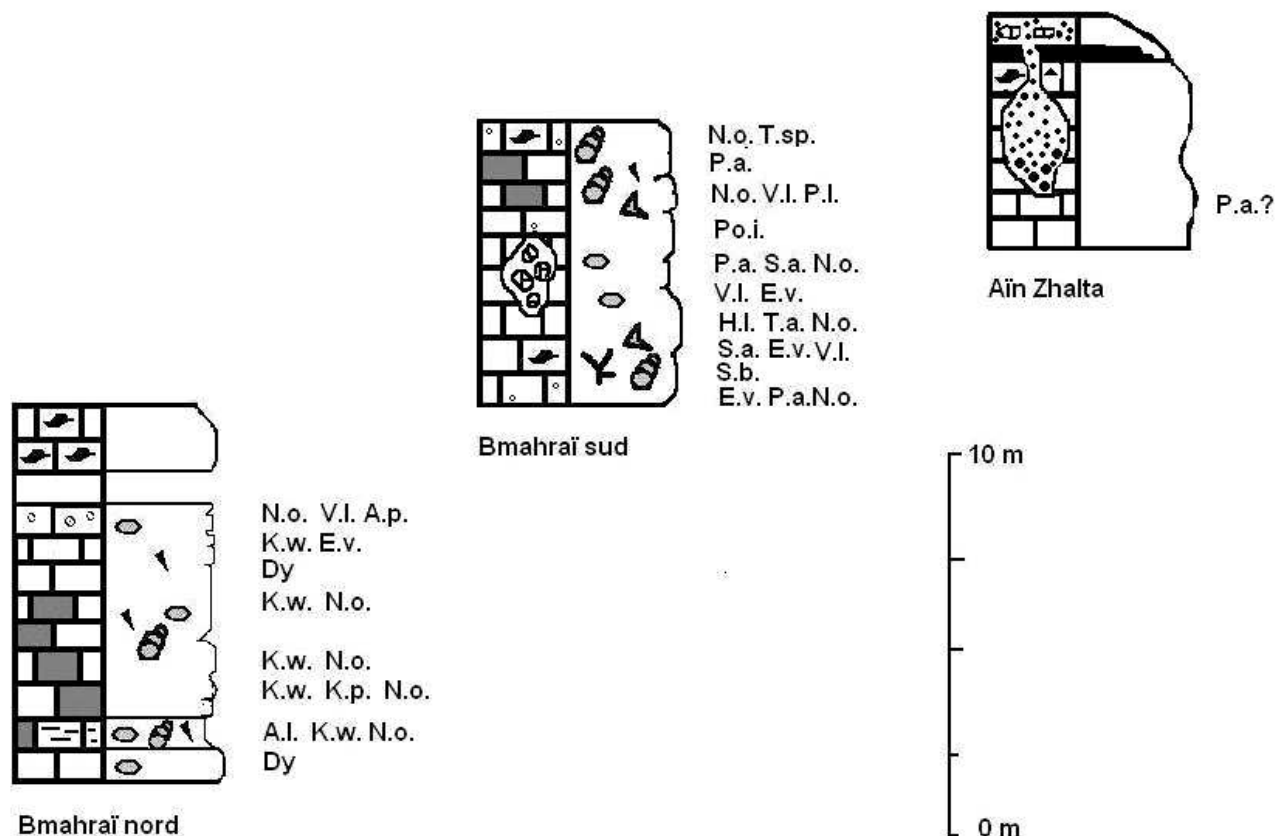 N.o. T.sp.
P.a.
N.o. V.l. P.l.
Po.i.
P.a. S.a. N.o.
V.l. E.v.
H.l. T.a. N.o.
S.a. E.v. V.l.
S.b.
E.v. P.a.N.o.
Bmahraï sud
P.a.?
Aïn Zhalta
N.o. V.l. A.p.
K.w. E.v.
Dy
K.w. N.o.
K.w. N.o.
K.w. K.p. N.o.
A.l. K.w. N.o.
Dy
Bmahraï nord
10 m
0 m